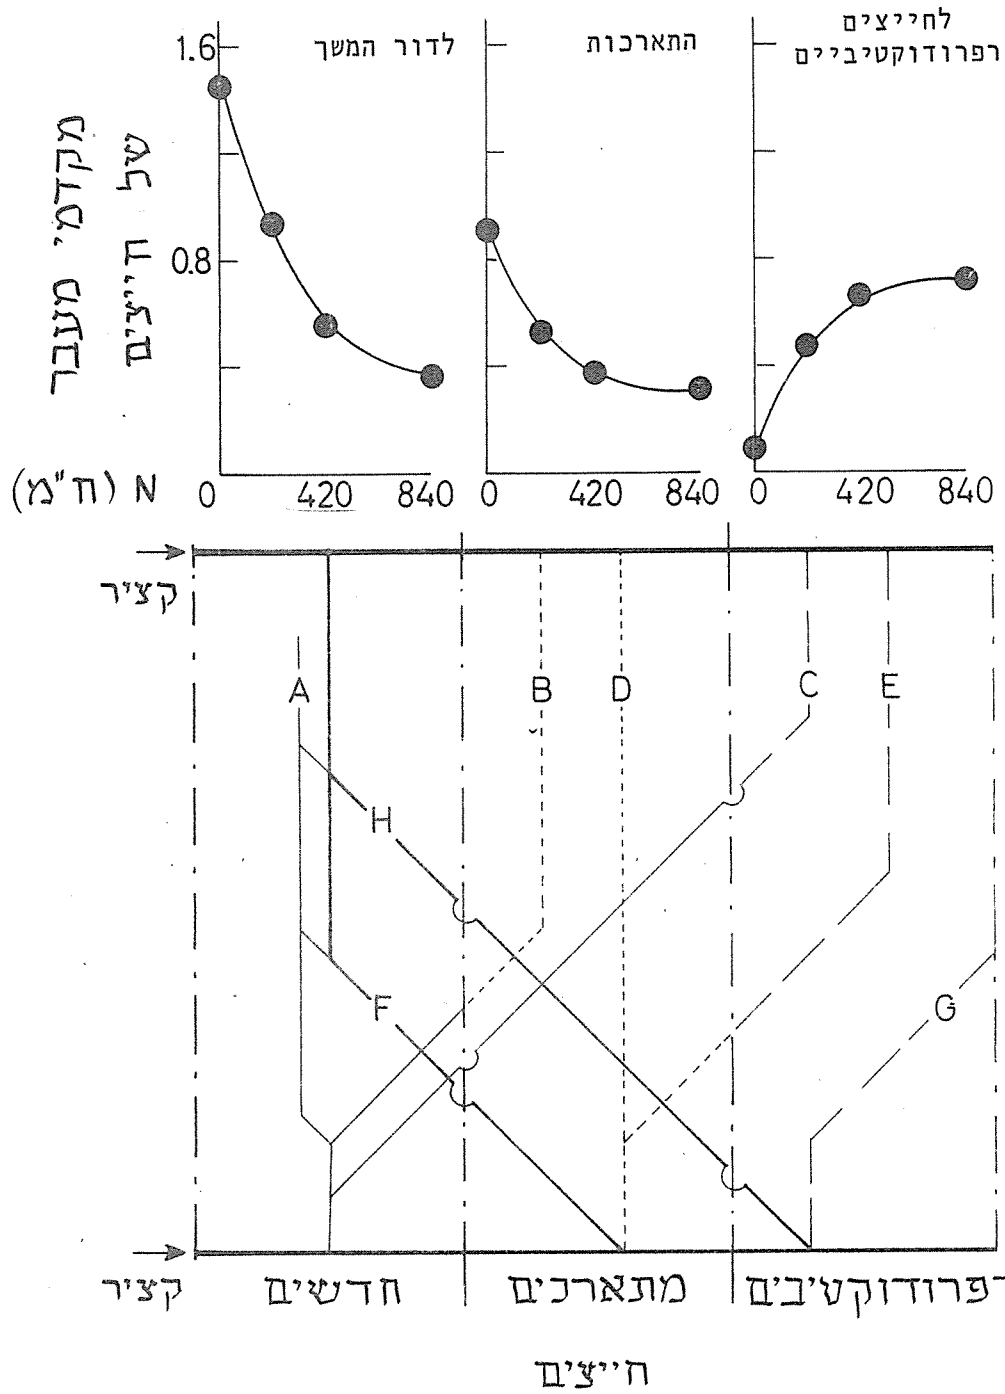 לדור המשך
התארכות
לחייצים
רפרודוקטיביים
מקדמי מעבר
של חייצים
1.6
0.8
N (ח"מ)
0 420 840
0 420 840
0 420 840
קציר
A
B
D
C
E
H
F
G
קציר
חדשים
מתארכים
רפרודוקטיבים
חייצים